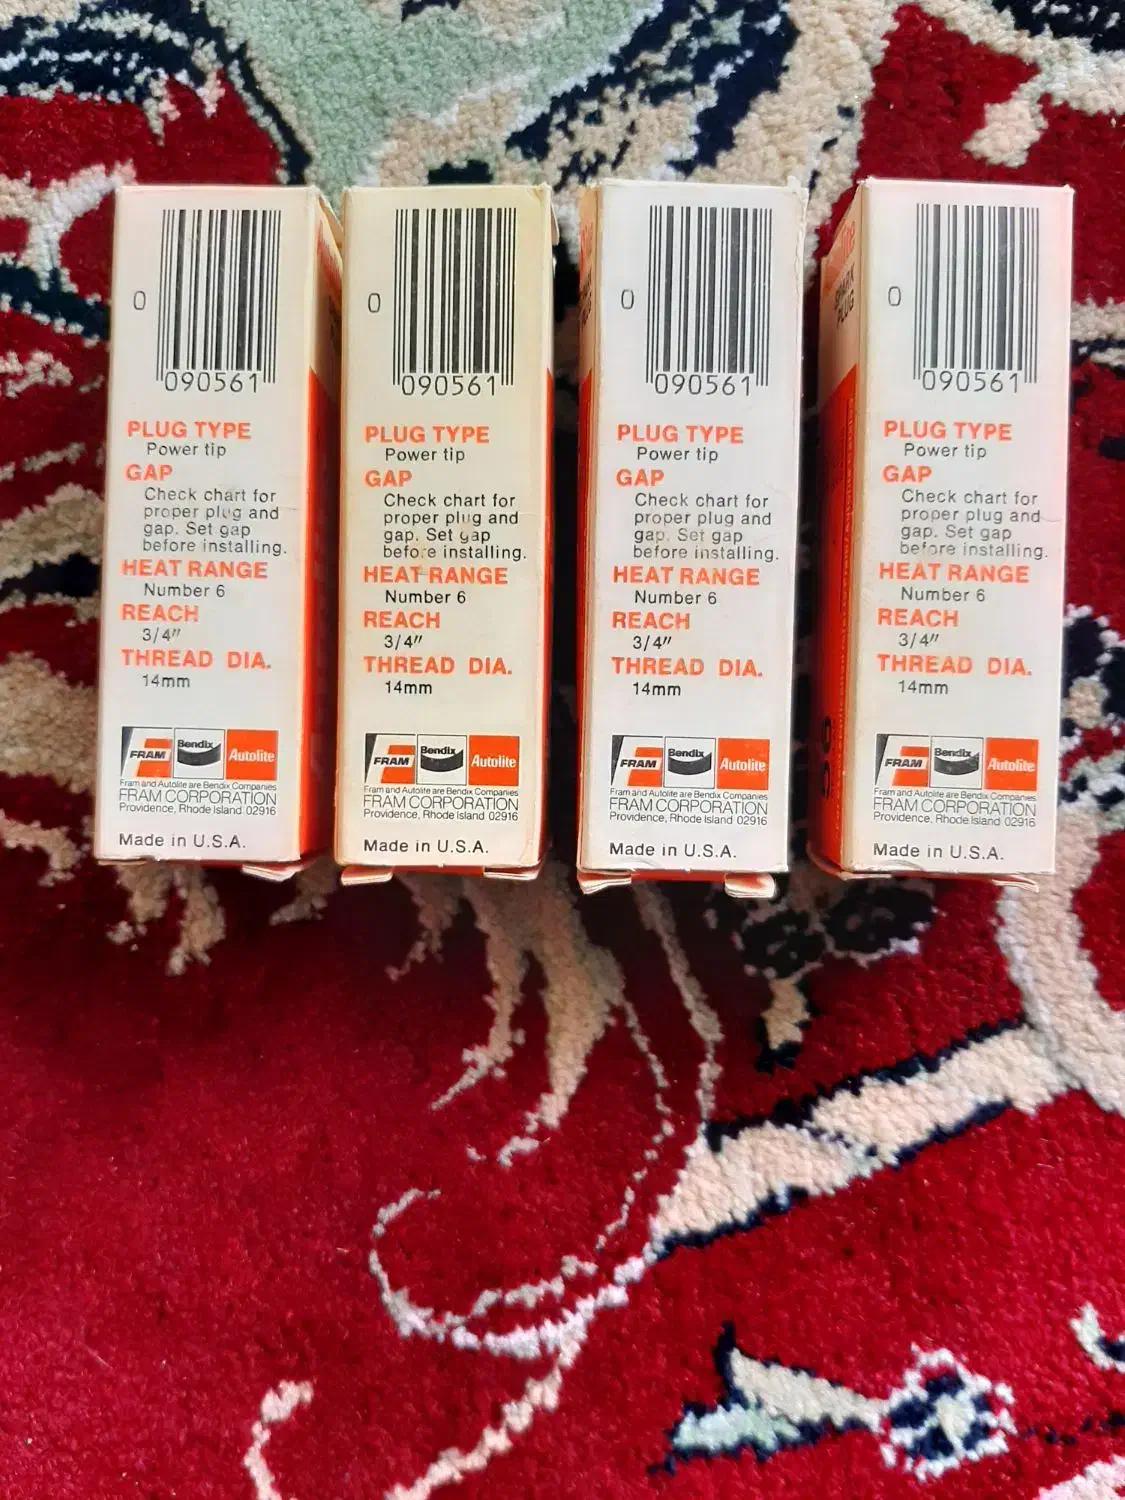 0
090561
PLUG TYPE
Power tip
GAP
Check chart for
proper plug and
gap. Set gap
before installing.
HEAT RANGE
Number 6
REACH
3/4"
THREAD DIA.
14mm
FRAM
Bendix
Autolite
Fram and Autolite are Bendix Companies
FRAM CORPORATION
Providence, Rhode Island 02916
Made in U.S.A.
0
090561
PLUG TYPE
Power tip
GAP
Check chart for
proper plug and
gap. Set gap
before installing.
HEAT RANGE
Number 6
REACH
3/4"
THREAD DIA.
14mm
FRAM
Bendix
Autolite
Fram and Autolite are Bendix Companies
FRAM CORPORATION
Providence, Rhode Island 02916
Made in U.S.A.
0
090561
PLUG TYPE
Power tip
GAP
Check chart for
proper plug and
gap. Set gap
before installing.
HEAT RANGE
Number 6
REACH
3/4"
THREAD DIA.
14mm
FRAM
Bendix
Autolite
Fram and Autolite are Bendix Companies
FRAM CORPORATION
Providence, Rhode Island 02916
Made in U.S.A.
Autolite
SPARK
PLUG
0
090561
PLUG TYPE
Power tip
GAP
Check chart for
proper plug and
gap. Set gap
before installing.
HEAT RANGE
Number 6
REACH
3/4"
THREAD DIA.
14mm
FRAM
Bendix
Autolite
Fram and Autolite are Bendix Companies
FRAM CORPORATION
Providence, Rhode Island 02916
Made in U.S.A.